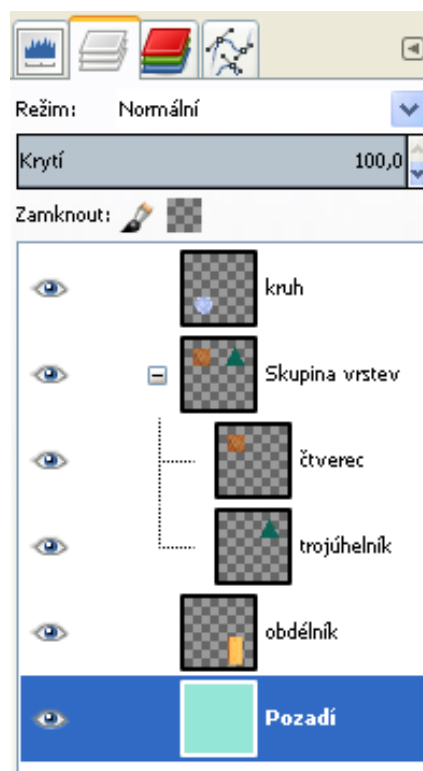 Režim: Normální
Krytí 100,0
Zamknout:
kruh
Skupina vrstev
čtverec
trojúhelník
obdélník
Pozadí